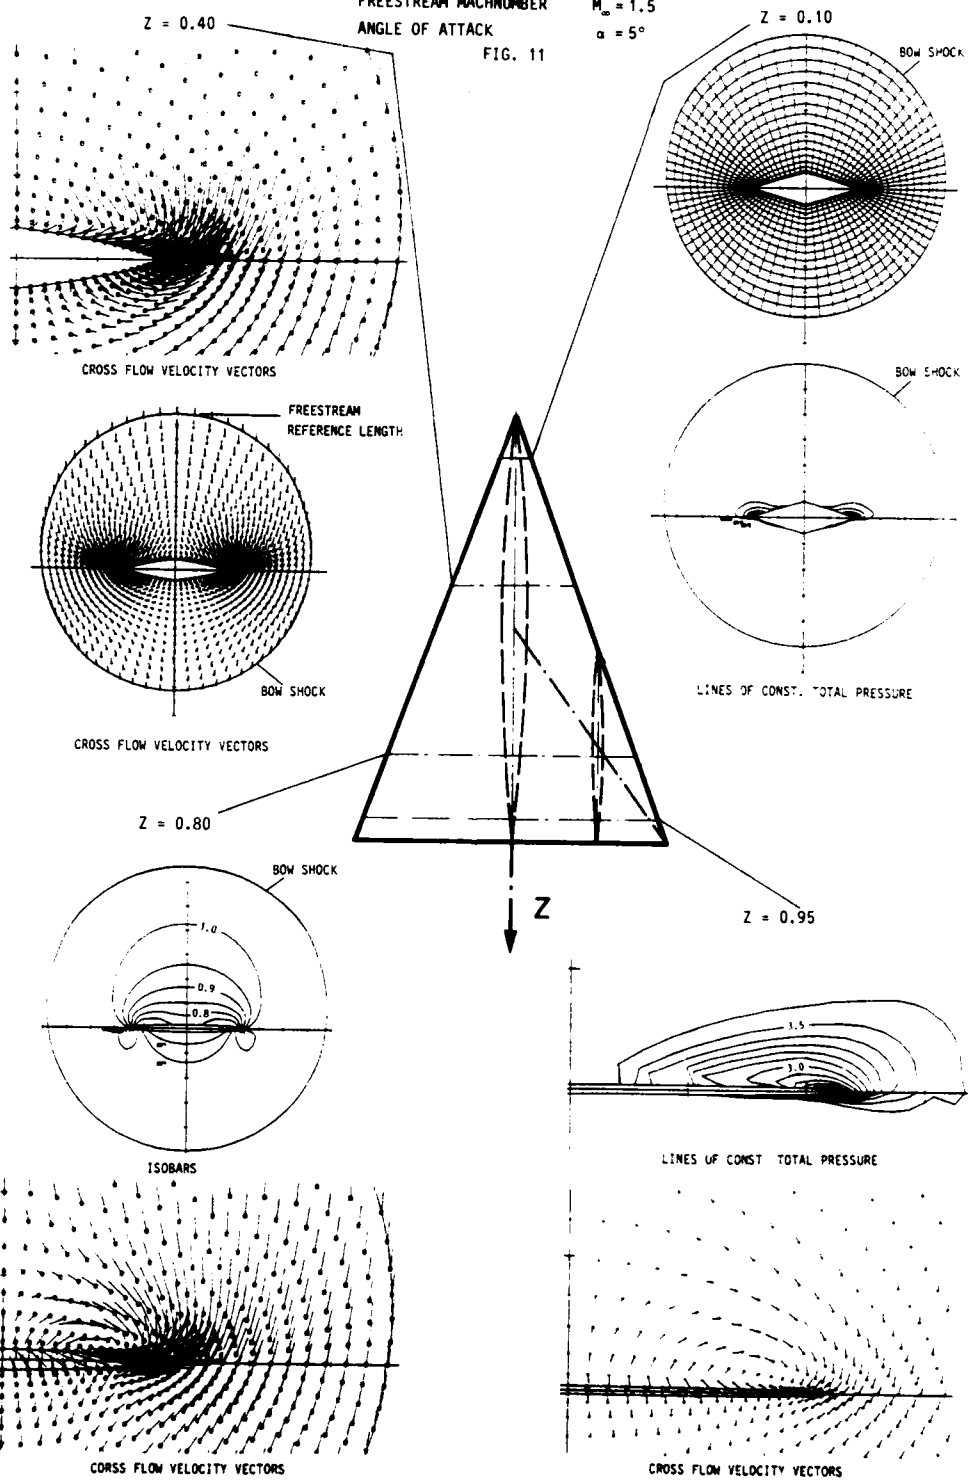 FREESTREAM MACHNUMBER M∞ = 1.5
ANGLE OF ATTACK α = 5°
FIG. 11
Z = 0.40
Z = 0.10
BOW SHOCK
CROSS FLOW VELOCITY VECTORS
BOW SHOCK
FREESTREAM
REFERENCE LENGTH
BOW SHOCK
LINES OF CONST. TOTAL PRESSURE
CROSS FLOW VELOCITY VECTORS
Z = 0.80
BOW SHOCK
1.0
0.9
0.8
ISOBARS
Z
Z = 0.95
3.5
3.0
LINES OF CONST TOTAL PRESSURE
CORSS FLOW VELOCITY VECTORS
CROSS FLOW VELOCITY VECTORS